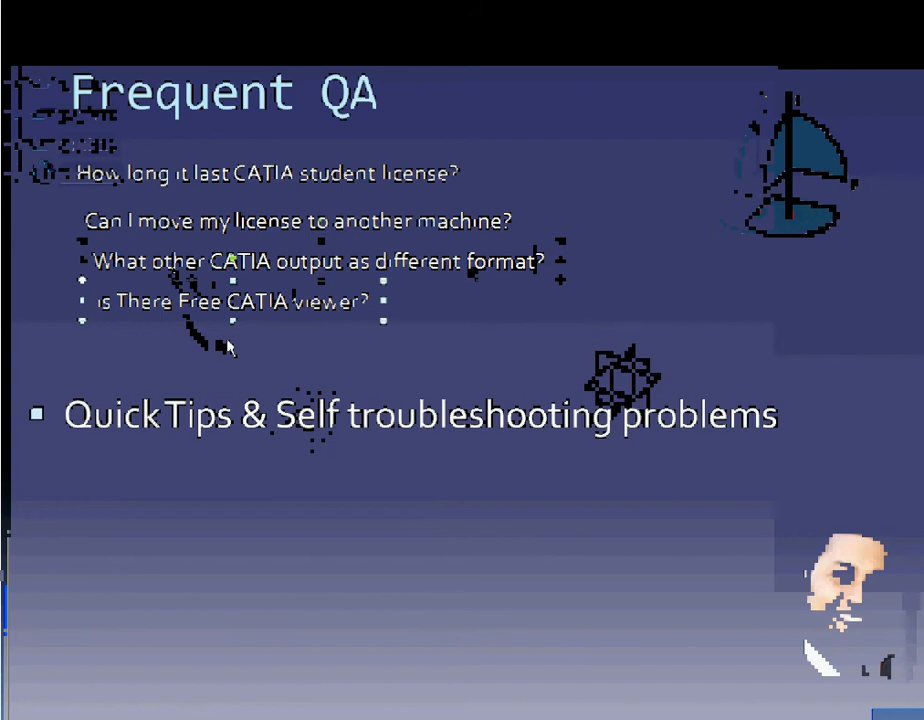 Frequent QA
How long it last CATIA student license?
Can I move my license to another machine?
What other CATIA output as different format?
is There Free CATIA viewer?
Quick Tips & Self troubleshooting problems